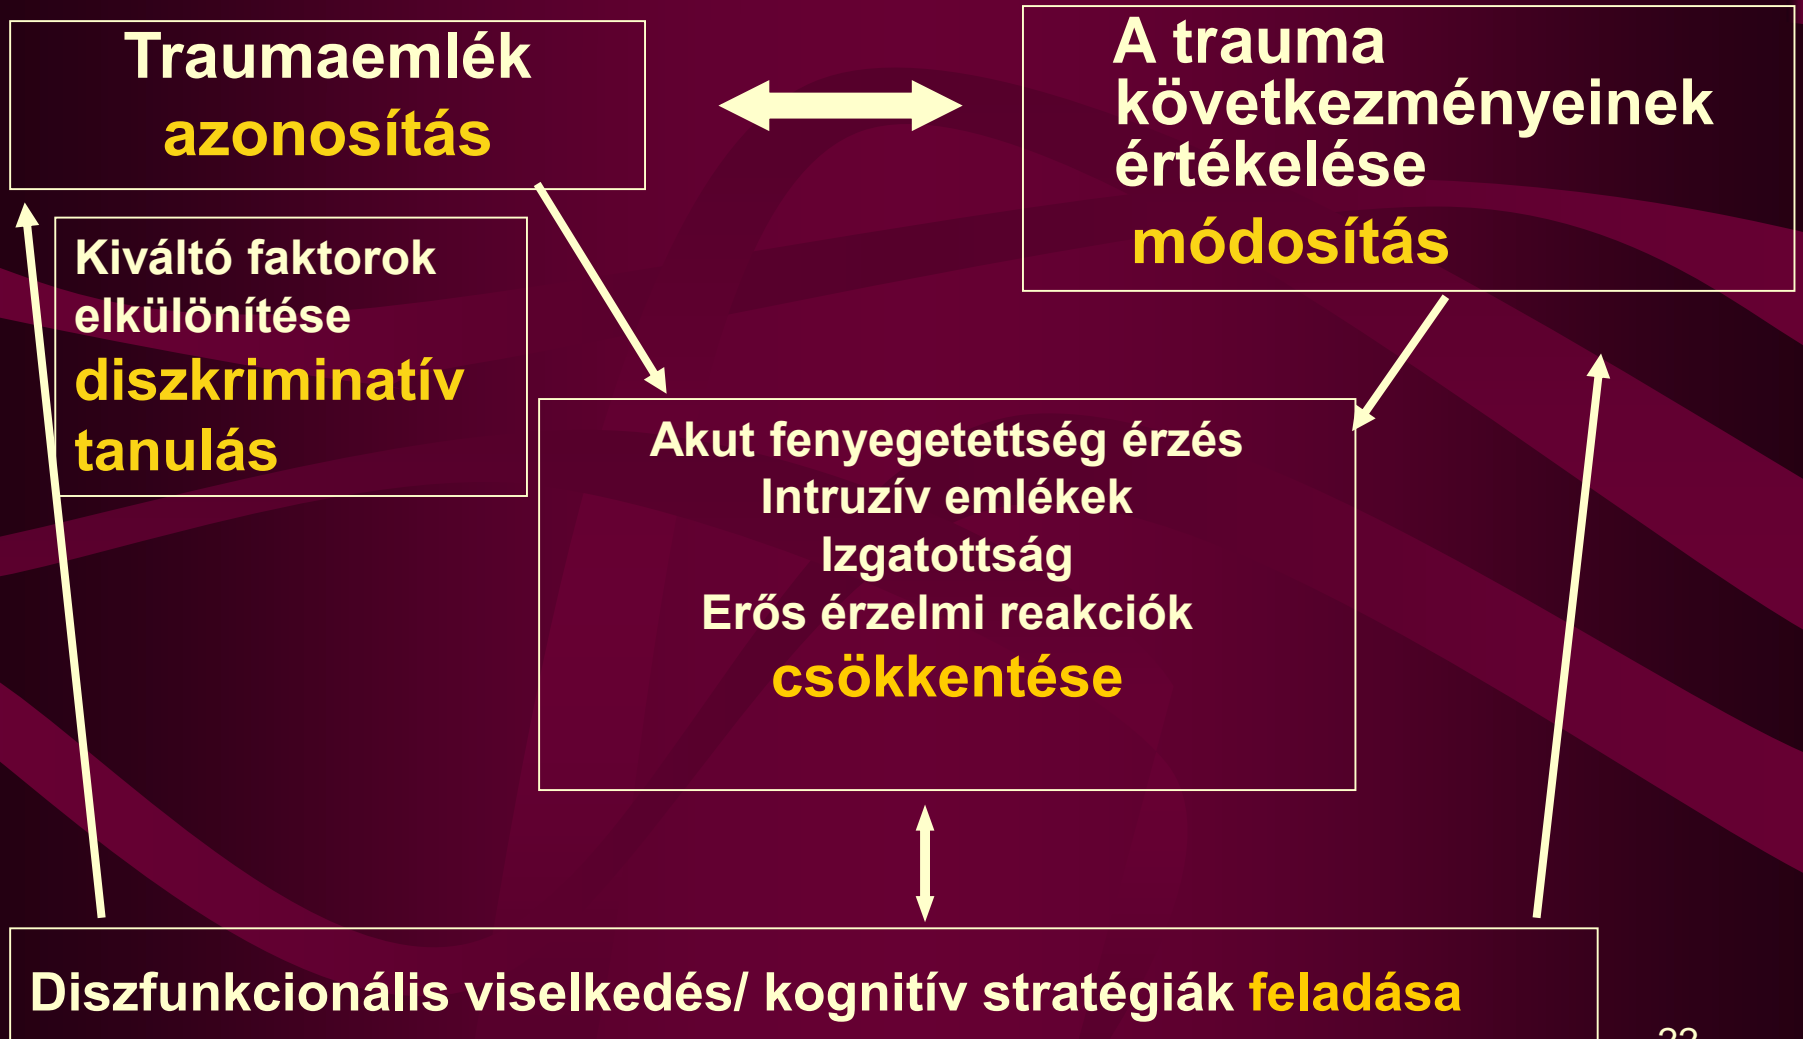 Traumaemlék
azonosítás
A trauma
következményeinek
értékelése
módosítás
Kiváltó faktorok
elkülönítése
diszkriminatív
tanulás
Akut fenyegetettség érzés
Intruzív emlékek
Izgatottság
Erős érzelmi reakciók
csökkentése
Diszfunkcionális viselkedés/ kognitív stratégiák feladása